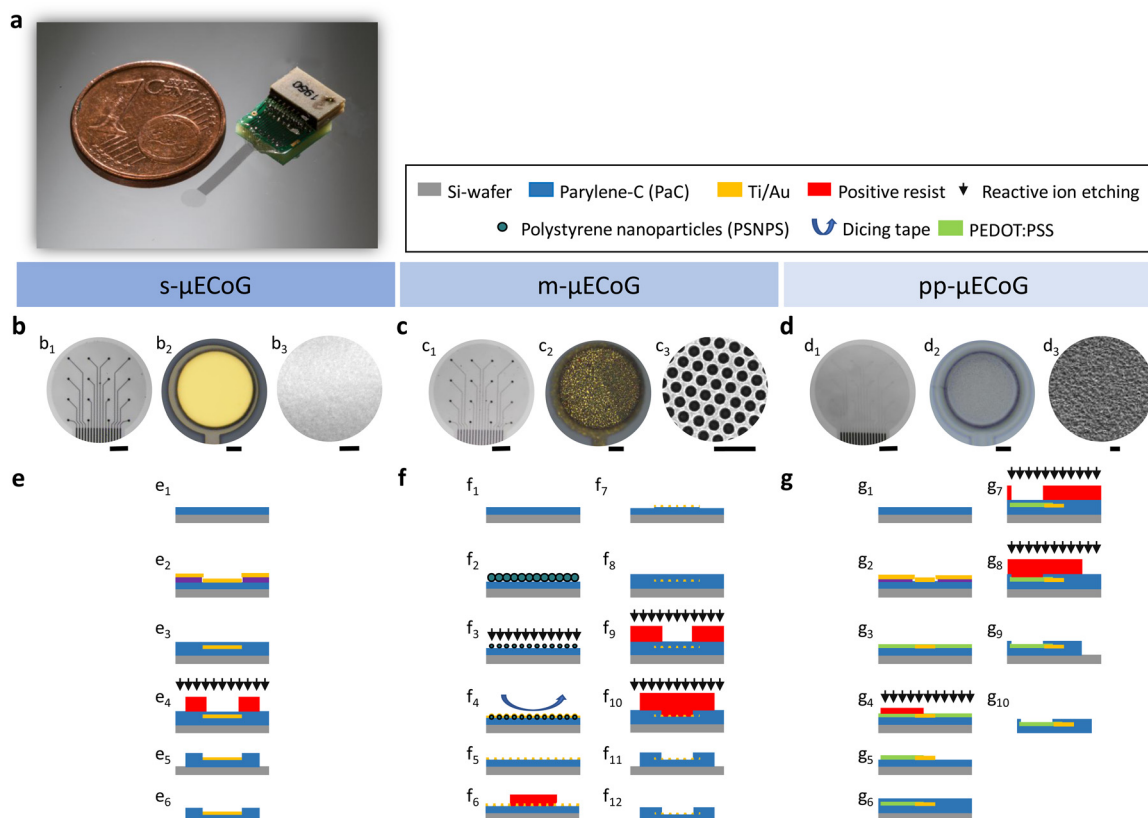 a
1950
Si-wafer Parylene-C (PaC) Ti/Au Positive resist Reactive ion etching
Polystyrene nanoparticles (PSNPS) Dicing tape PEDOT:PSS
s-μECoG m-μECoG pp-μECoG
b c d
b1 b2 b3 c1 c2 c3 d1 d2 d3
e f g
e1 f1 f7 g1 g7
e2 f2 f8 g2 g8
e3 f3 f9 g3 g9
e4 f4 f10 g4 g10
e5 f5 f11 g5
e6 f6 f12 g6